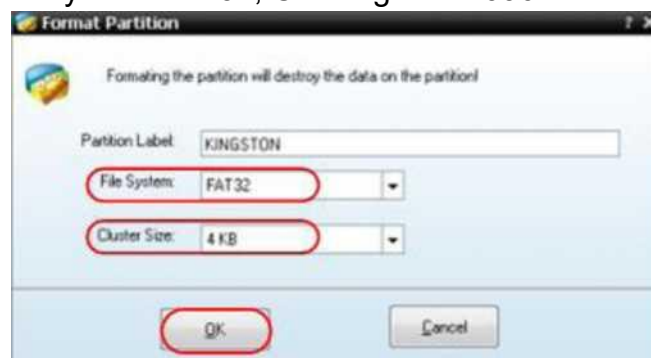 Format Partition
Formating the partition will destroy the data on the partition!
Partition Label: KINGSTON
File System: FAT32
Cluster Size: 4 KB
OK Cancel